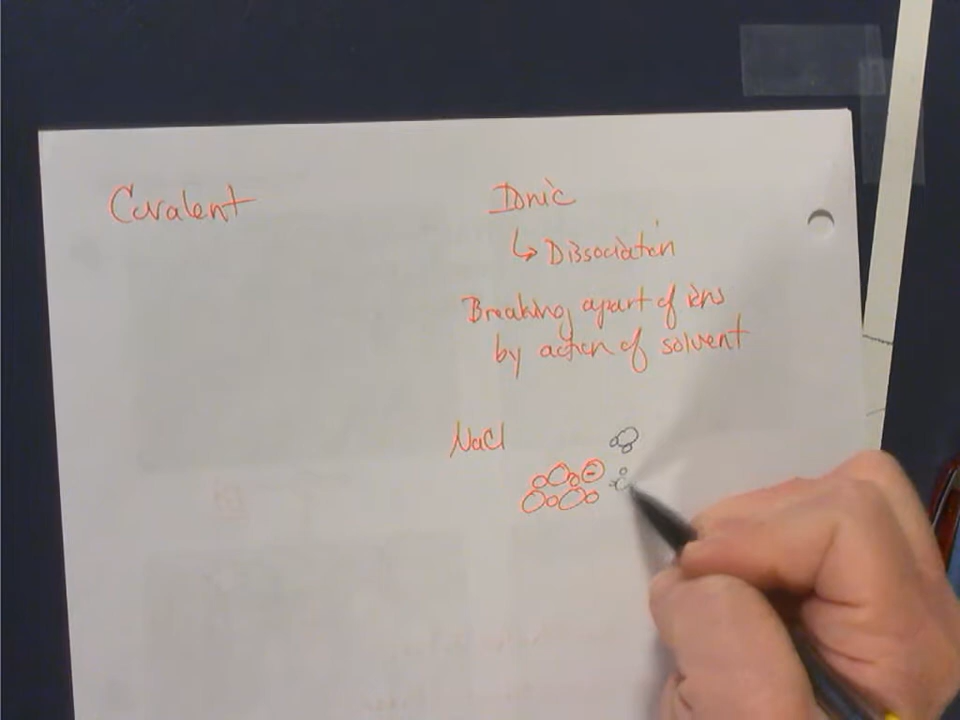 Covalent
Ionic
↳ Dissociation
Breaking apart of ions
by action of solvent
NaCl
−